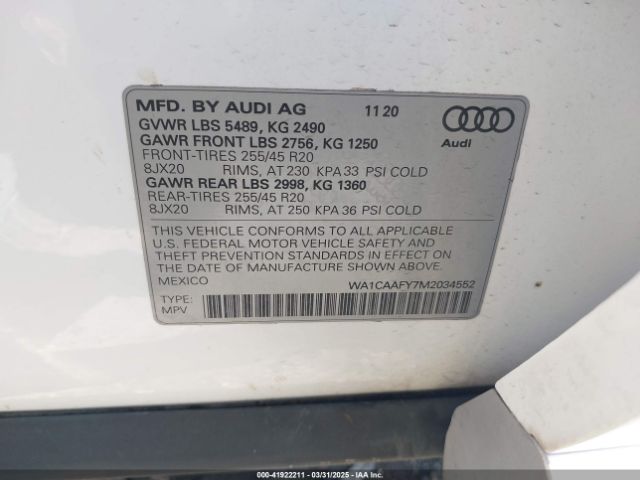 MFD. BY AUDI AG 11 20
GVWR LBS 5489, KG 2490
GAWR FRONT LBS 2756, KG 1250
FRONT-TIRES 255/45 R20
8JX20 RIMS, AT 230 KPA 33 PSI COLD
GAWR REAR LBS 2998, KG 1360
REAR-TIRES 255/45 R20
8JX20 RIMS, AT 250 KPA 36 PSI COLD
Audi
THIS VEHICLE CONFORMS TO ALL APPLICABLE
U.S. FEDERAL MOTOR VEHICLE SAFETY AND
THEFT PREVENTION STANDARDS IN EFFECT ON
THE DATE OF MANUFACTURE SHOWN ABOVE.
MEXICO WA1CAAFY7M2034552
TYPE:
MPV
000-41922211 - 03/31/2025 - IAAI.com